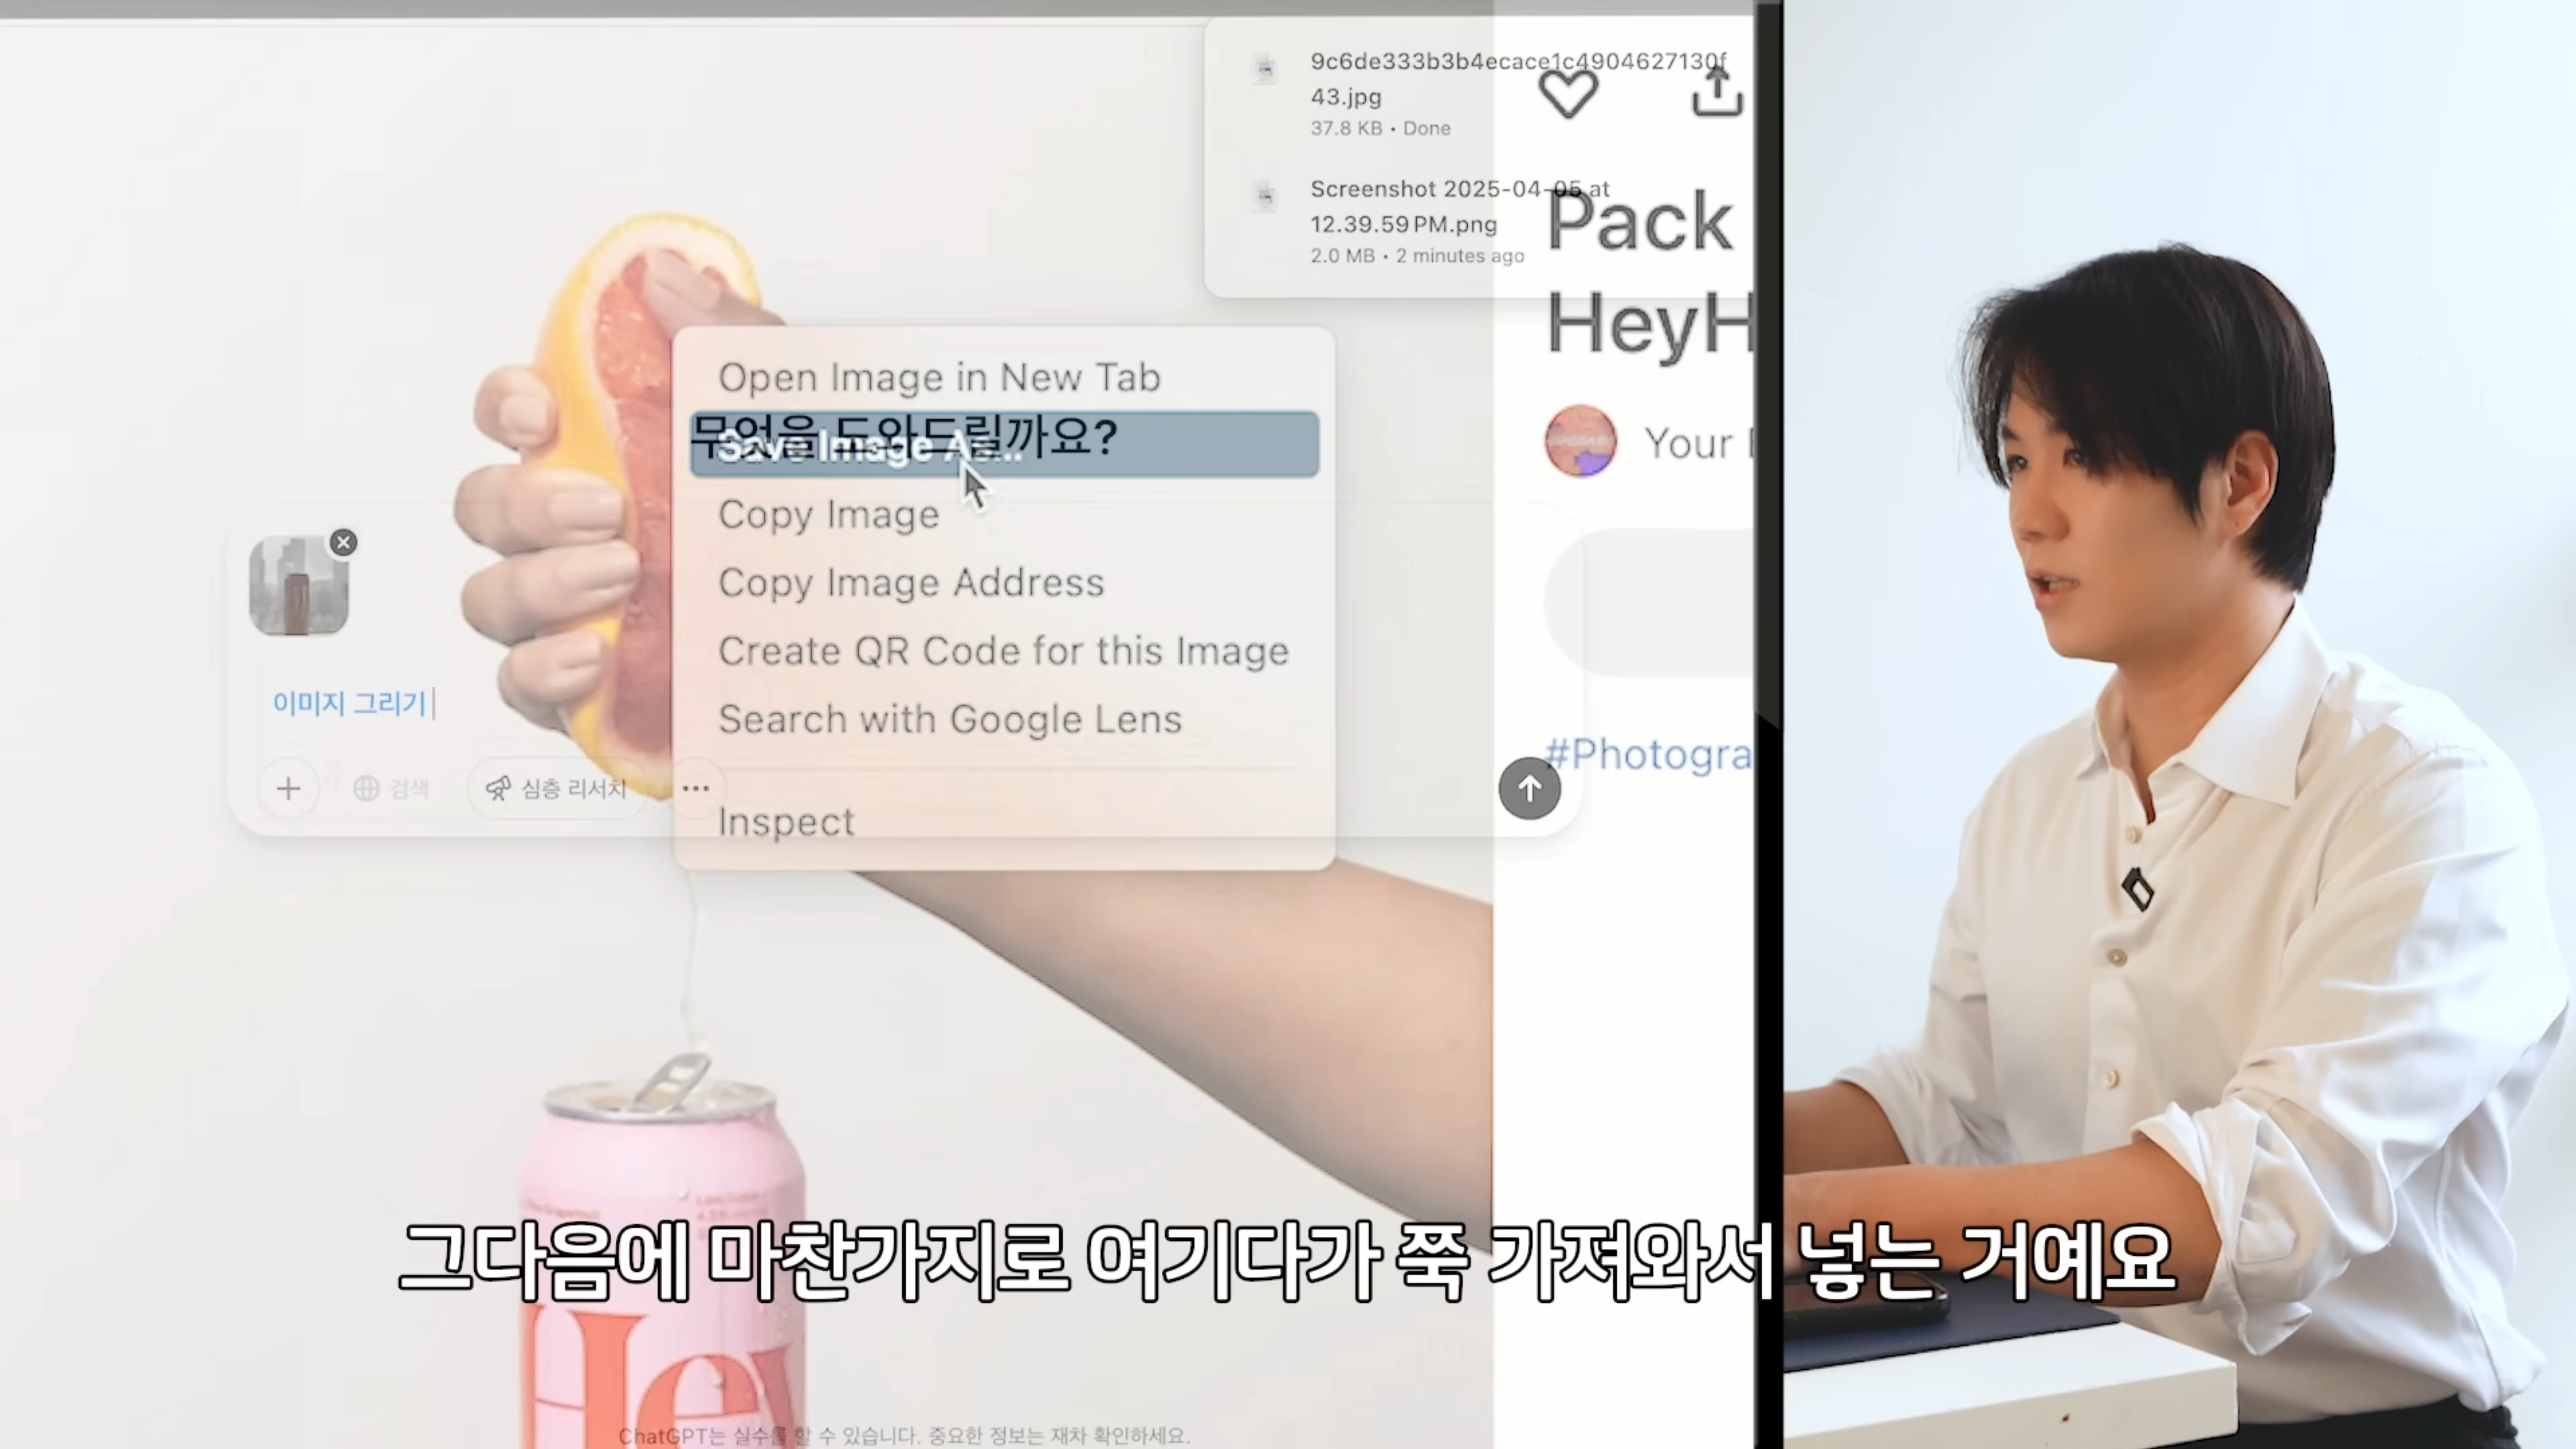 9c6de333b3b4ecace1c4904627130f
43.jpg
37.8 KB • Done
Screenshot 2025-04-05 at
12.39.59 PM.png
2.0 MB • 2 minutes ago
Pack
HeyH
Your
#Photogra
Open Image in New Tab
무엇을 도와드릴까요?
Save Image As...
Copy Image
Copy Image Address
Create QR Code for this Image
Search with Google Lens
Inspect
이미지 그리기
검색
심층 리서치
Hey
그다음에 마찬가지로 여기다가 쭉 가져와서 넣는 거예요
ChatGPT는 실수를 할 수 있습니다. 중요한 정보는 재차 확인하세요.